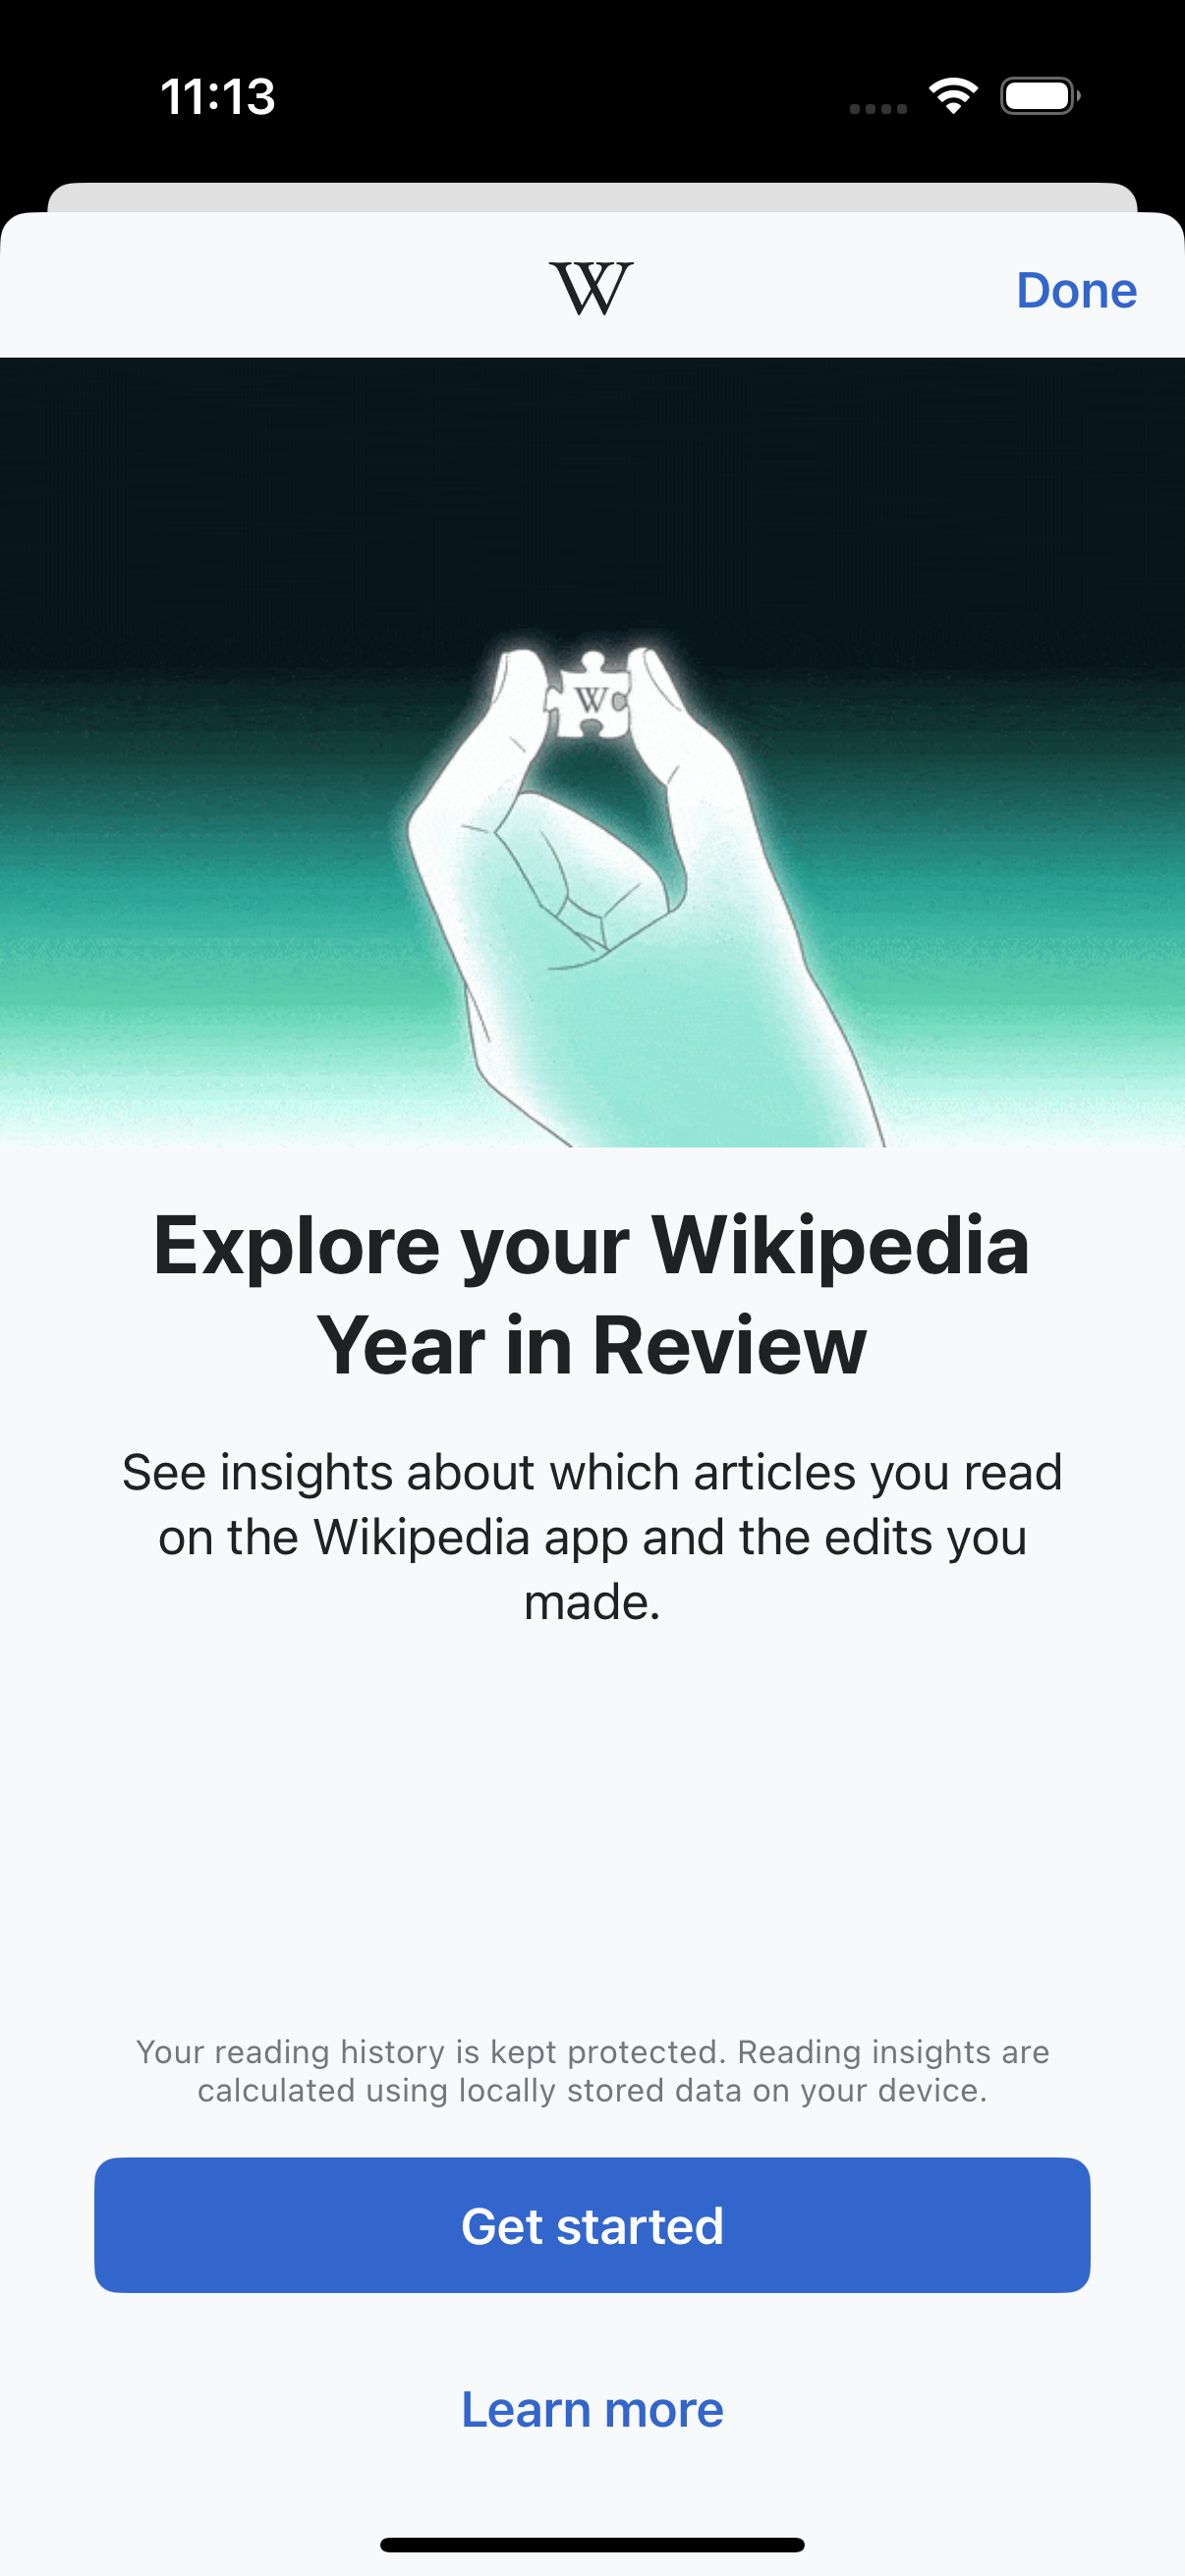 11:13
W
Done
W
Explore your Wikipedia
Year in Review
See insights about which articles you read
on the Wikipedia app and the edits you
made.
Your reading history is kept protected. Reading insights are
calculated using locally stored data on your device.
Get started
Learn more